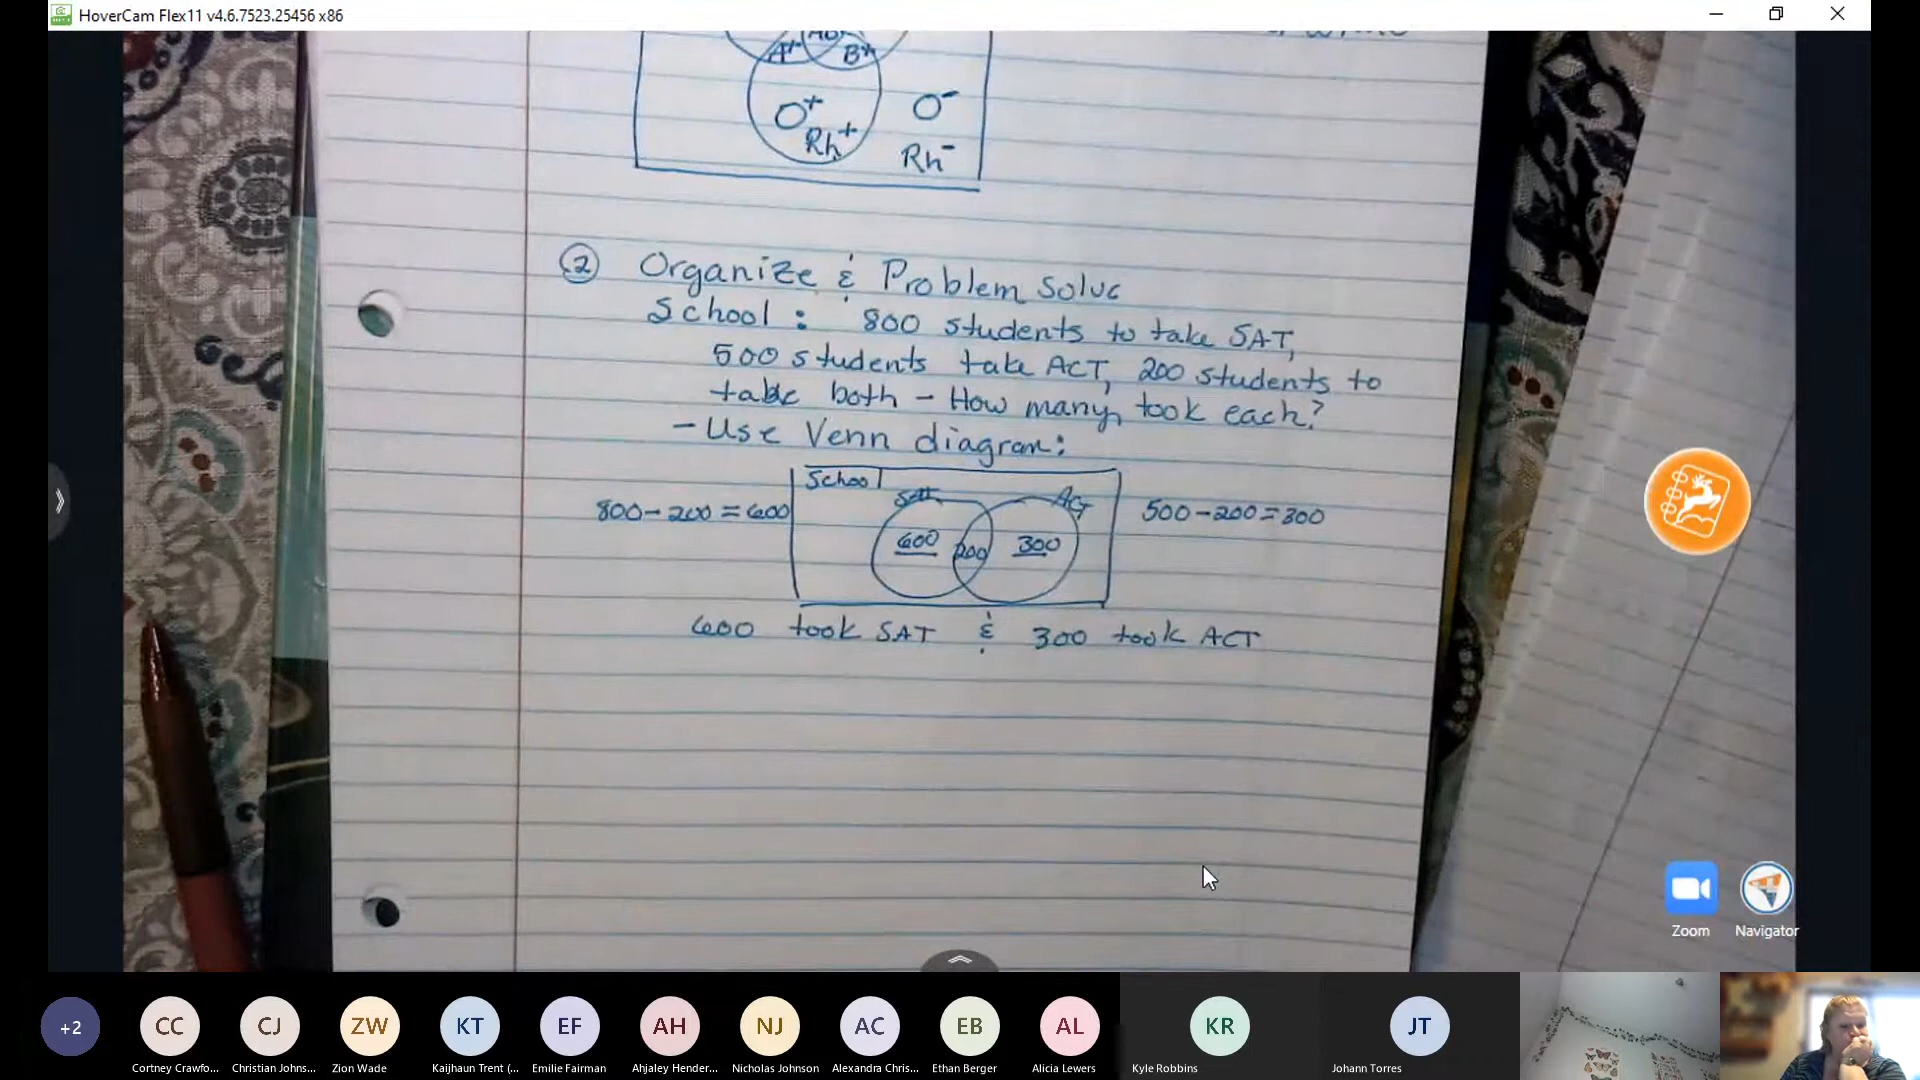 HoverCam Flex11 v4.6.7523.25456 x86
A+ AB+ B+
O+ O-
Rh+ Rh-
② Organize & Problem Solve
School: 800 students to take SAT,
500 students take ACT, 200 students to
take both - How many took each?
- Use Venn diagram:
School
SAT ACT
800-200=600 500-200=300
600 200 300
600 took SAT & 300 took ACT
Zoom Navigator
+2 CC CJ ZW KT EF AH NJ AC EB AL KR JT
Cortney Crawfo... Christian Johns... Zion Wade Kaijhaun Trent (... Emilie Fairman Ahjaley Hender... Nicholas Johnson Alexandra Chris... Ethan Berger Alicia Lewers Kyle Robbins Johann Torres